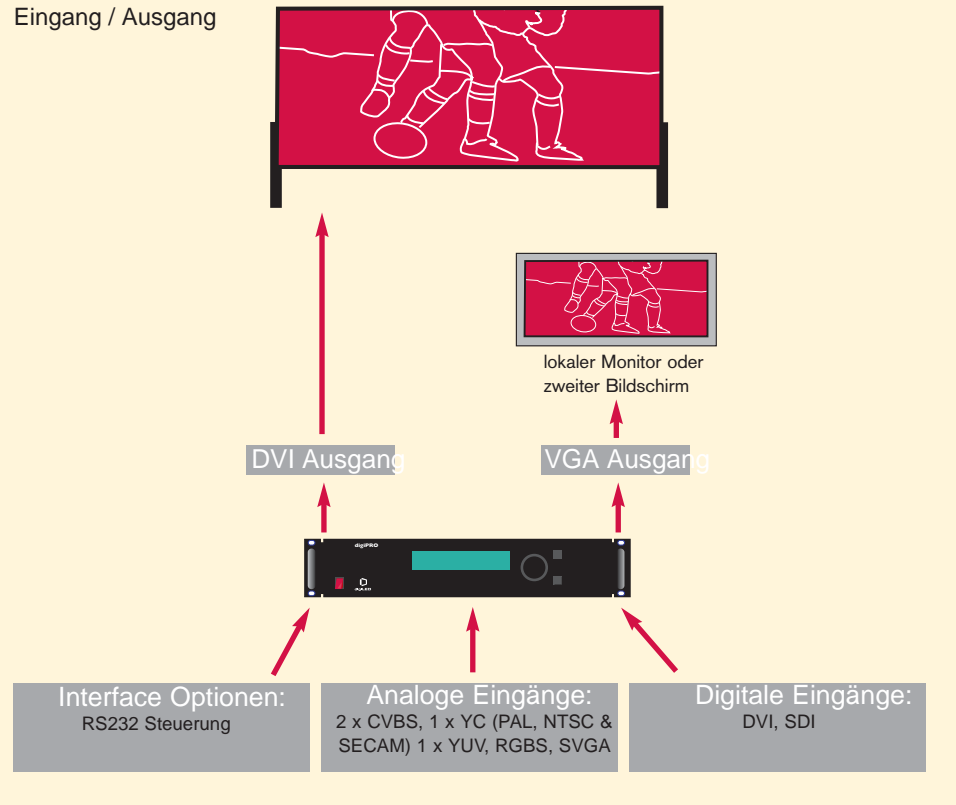 Eingang / Ausgang
lokaler Monitor oder
zweiter Bildschirm
DVI Ausgang
VGA Ausgang
digiPRO
digiLED
Interface Optionen:
RS232 Steuerung
Analoge Eingänge:
2 x CVBS, 1 x YC (PAL, NTSC &
SECAM) 1 x YUV, RGBS, SVGA
Digitale Eingänge:
DVI, SDI